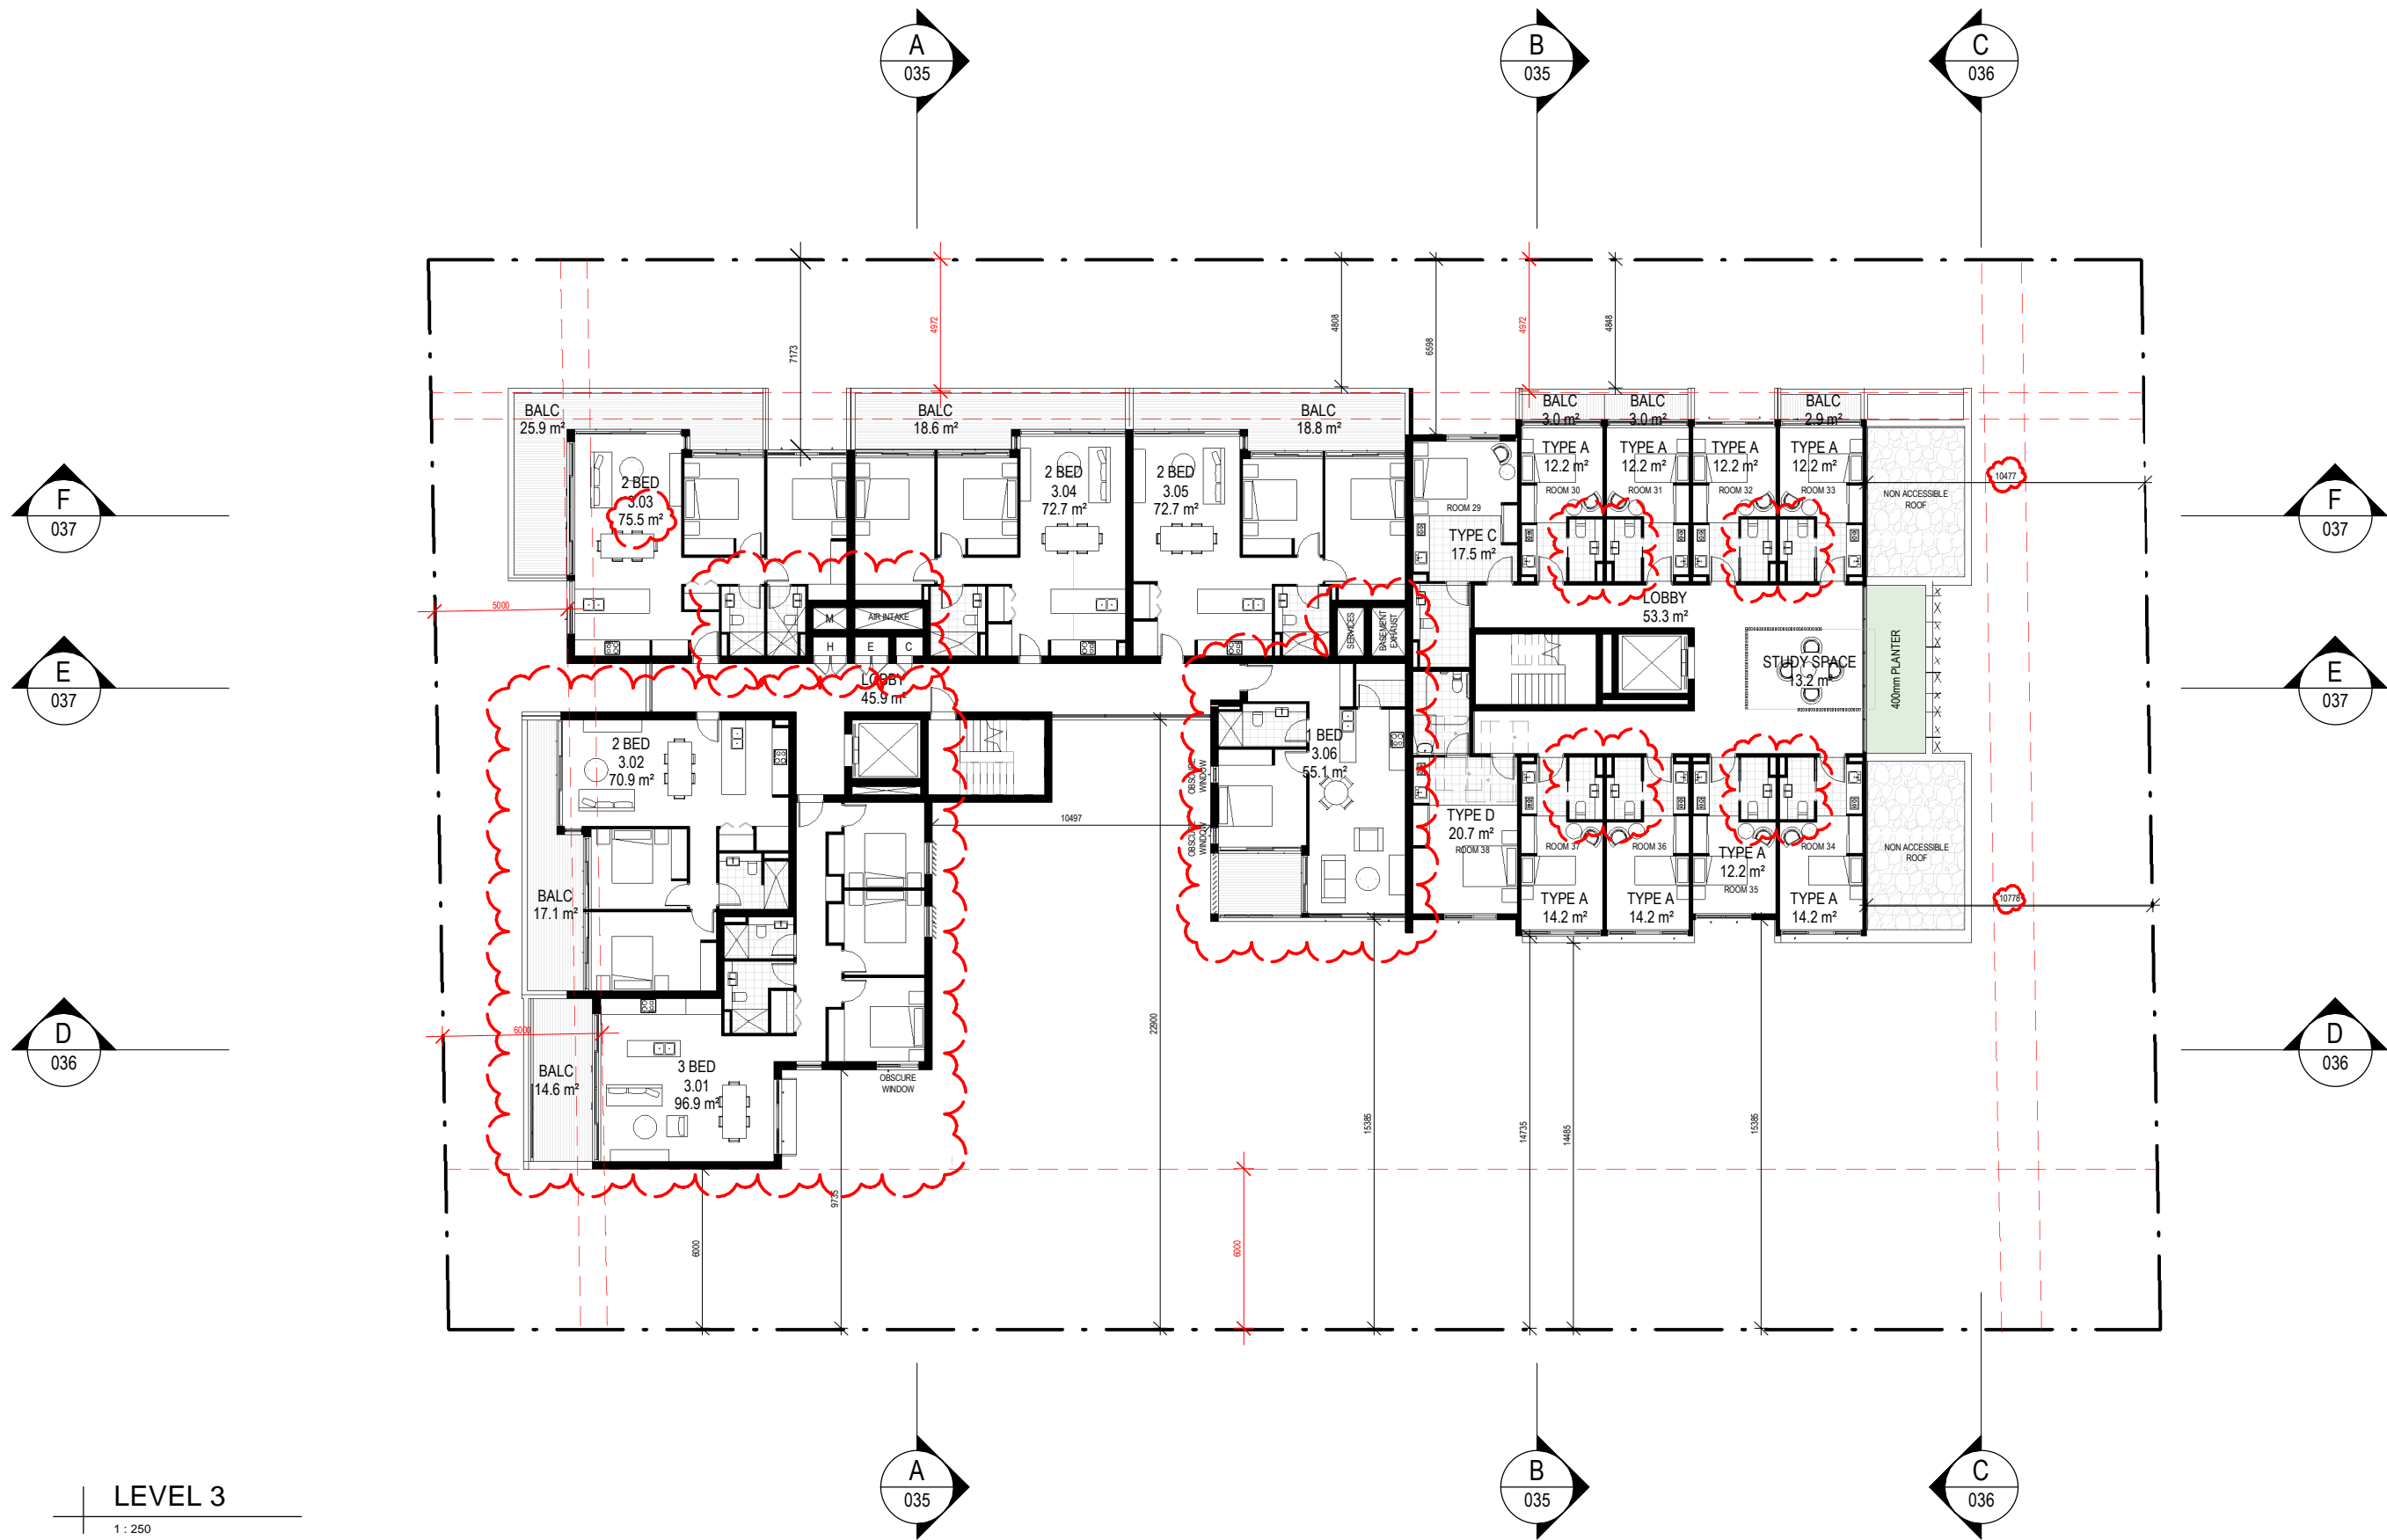 A
035
B
035
C
036
7173
4972
4808
6598
4972
4848
BALC
25.9 m²
BALC
18.6 m²
BALC
18.8 m²
BALC
3.0 m²
BALC
3.0 m²
BALC
2.9 m²
2 BED
3.03
75.5 m²
2 BED
3.04
72.7 m²
2 BED
3.05
72.7 m²
ROOM 29
TYPE C
17.5 m²
TYPE A
12.2 m²
ROOM 30
TYPE A
12.2 m²
ROOM 31
TYPE A
12.2 m²
ROOM 32
TYPE A
12.2 m²
ROOM 33
NON ACCESSIBLE
ROOF
10477
F
037
F
037
5000
M
AIR INTAKE
H
E
C
SERVICES
BASEMENT
EXHAUST
LOBBY
53.3 m²
400mm PLANTER
STUDY SPACE
13.2 m²
E
037
E
037
LOBBY
45.9 m²
2 BED
3.02
70.9 m²
1 BED
3.06
55.1 m²
OBSCURE
WINDOW
OBSCURE
WINDOW
10497
TYPE D
20.7 m²
ROOM 38
ROOM 37
TYPE A
14.2 m²
ROOM 36
TYPE A
14.2 m²
TYPE A
12.2 m²
ROOM 35
ROOM 34
TYPE A
14.2 m²
NON ACCESSIBLE
ROOF
10778
BALC
17.1 m²
D
036
D
036
6000
BALC
14.6 m²
3 BED
3.01
96.9 m²
OBSCURE
WINDOW
22900
15385
14735
14485
15385
9735
6000
6000
A
035
B
035
C
036
LEVEL 3
1 : 250